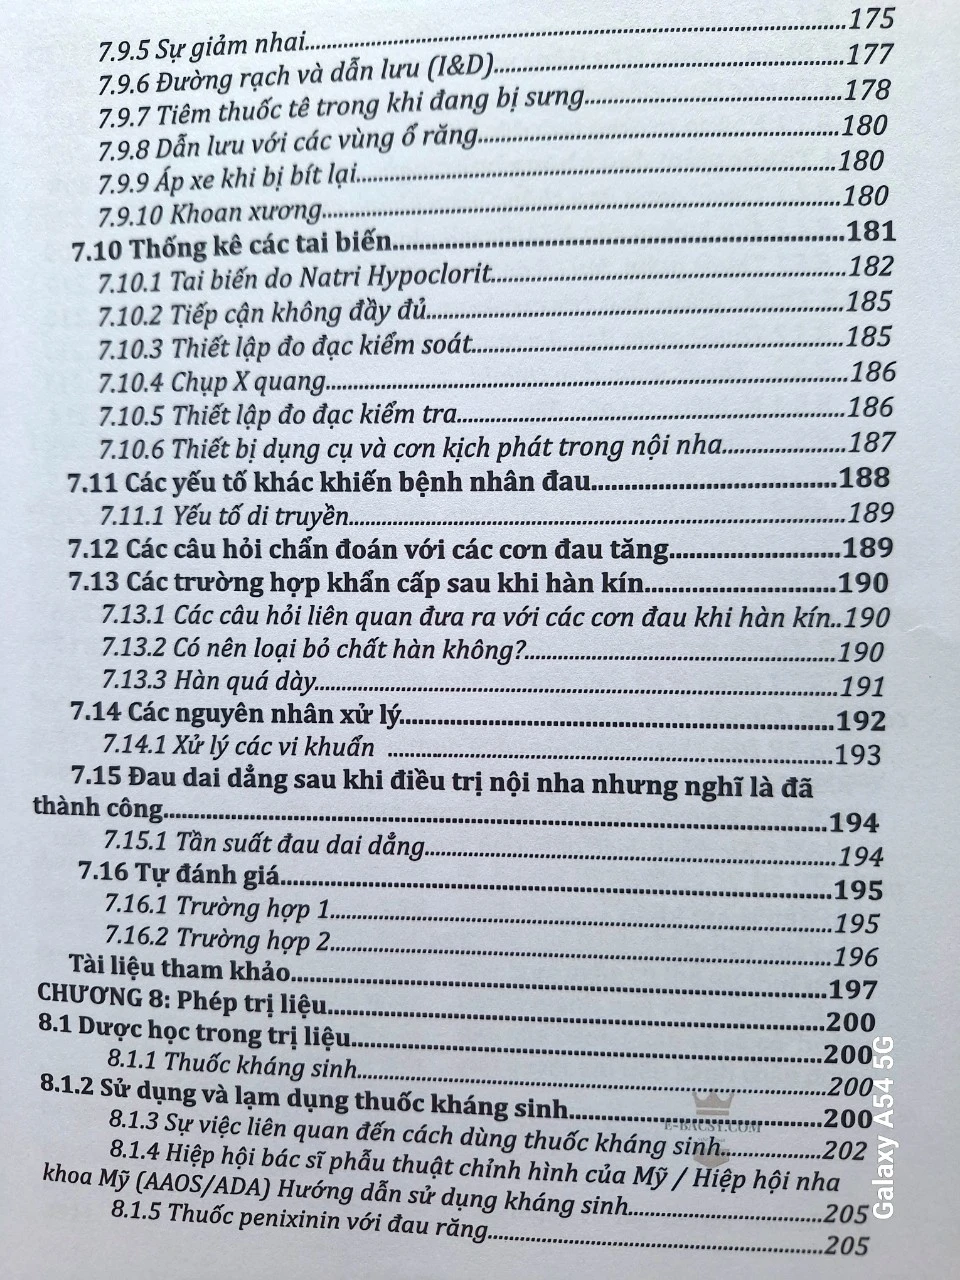 7.9.5 Sự giảm nhai..........175
7.9.6 Đường rạch và dẫn lưu (I&D)..........177
7.9.7 Tiêm thuốc tê trong khi đang bị sưng..........178
7.9.8 Dẫn lưu với các vùng ổ răng..........180
7.9.9 Áp xe khi bị bít lại..........180
7.9.10 Khoan xương..........180
7.10 Thống kê các tai biến..........181
7.10.1 Tai biến do Natri Hypoclorit..........182
7.10.2 Tiếp cận không đầy đủ..........185
7.10.3 Thiết lập đo đạc kiểm soát..........185
7.10.4 Chụp X quang..........186
7.10.5 Thiết lập đo đạc kiểm tra..........186
7.10.6 Thiết bị dụng cụ và cơn kịch phát trong nội nha..........187
7.11 Các yếu tố khác khiến bệnh nhân đau..........188
7.11.1 Yếu tố di truyền..........189
7.12 Các câu hỏi chẩn đoán với các cơn đau tăng..........189
7.13 Các trường hợp khẩn cấp sau khi hàn kín..........190
7.13.1 Các câu hỏi liên quan đưa ra với các cơn đau khi hàn kín..190
7.13.2 Có nên loại bỏ chất hàn không?..........190
7.13.3 Hàn quá dày..........191
7.14 Các nguyên nhân xử lý..........192
7.14.1 Xử lý các vi khuẩn ..........193
7.15 Đau dai dẳng sau khi điều trị nội nha nhưng nghĩ là đã
thành công..........194
7.15.1 Tần suất đau dai dẳng..........194
7.16 Tự đánh giá..........195
7.16.1 Trường hợp 1..........195
7.16.2 Trường hợp 2..........196
Tài liệu tham khảo..........197
CHƯƠNG 8: Phép trị liệu..........200
8.1 Dược học trong trị liệu..........200
8.1.1 Thuốc kháng sinh..........200
8.1.2 Sử dụng và lạm dụng thuốc kháng sinh..........200
E-BACSY.COM
8.1.3 Sự việc liên quan đến cách dùng thuốc kháng sinh..........202
8.1.4 Hiệp hội bác sĩ phẫu thuật chỉnh hình của Mỹ / Hiệp hội nha
khoa Mỹ (AAOS/ADA) Hướng dẫn sử dụng kháng sinh..........205
8.1.5 Thuốc penixinin với đau răng..........205
Galaxy A54 5G